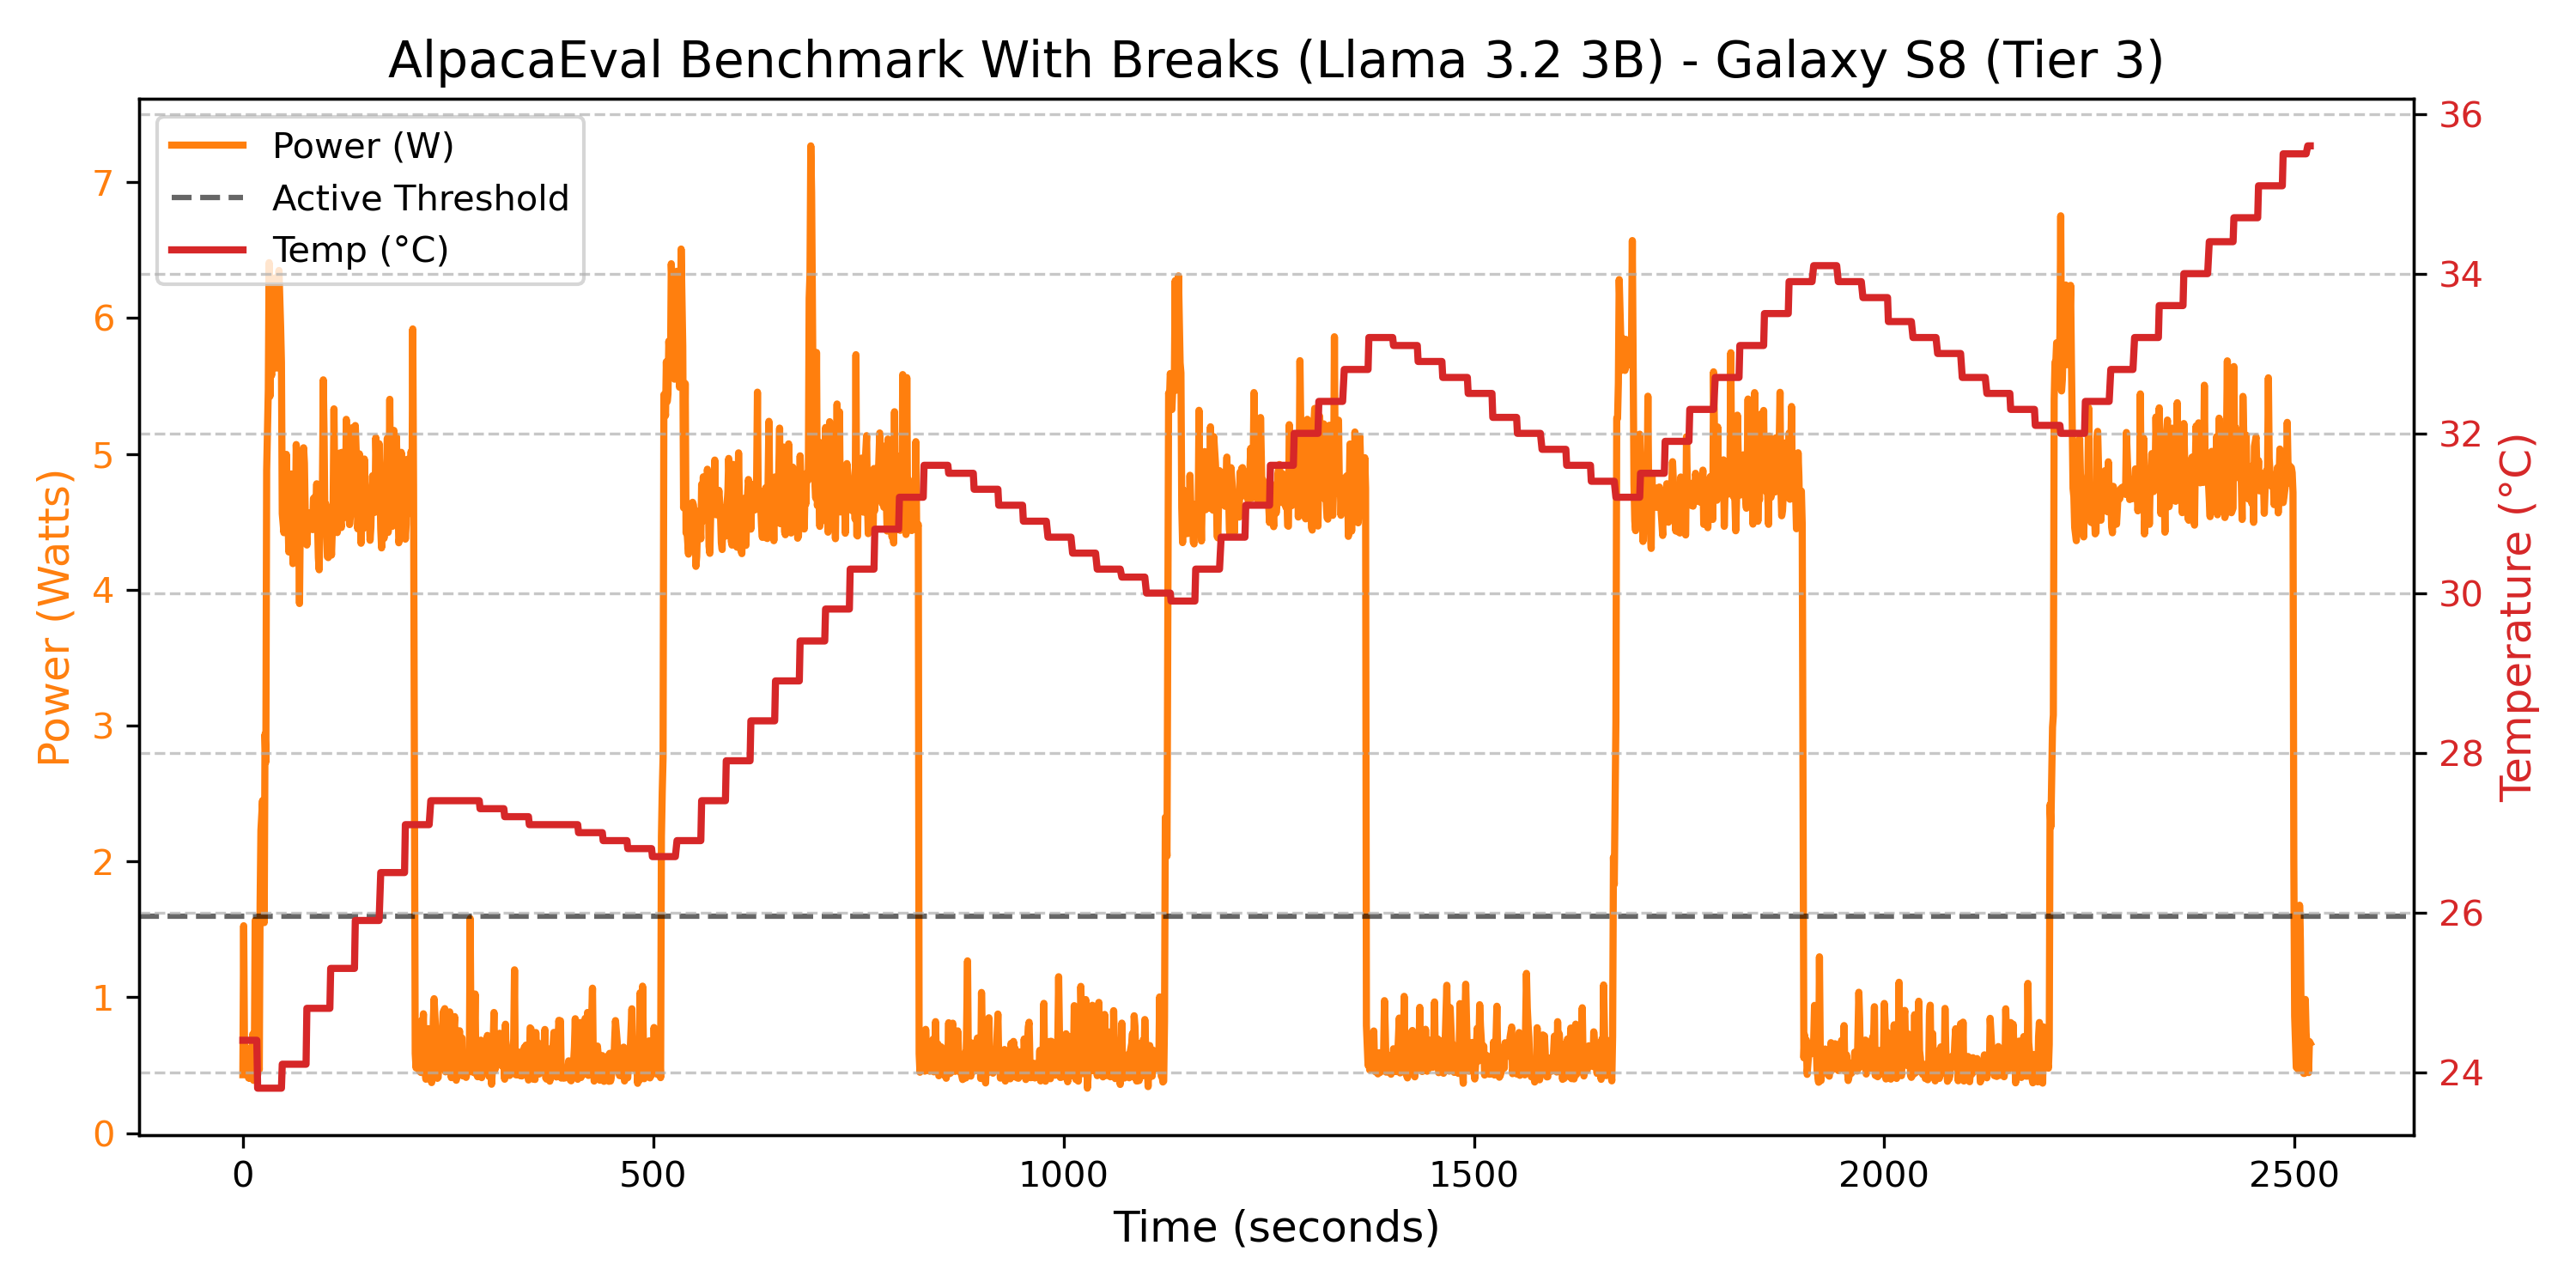 AlpacaEval Benchmark With Breaks (Llama 3.2 3B) - Galaxy S8 (Tier 3)
Power (W)
Active Threshold
Temp (°C)
Power (Watts)
7
6
5
4
3
2
1
0
36
34
32
30
28
26
24
Temperature (°C)
0 500 1000 1500 2000 2500
Time (seconds)